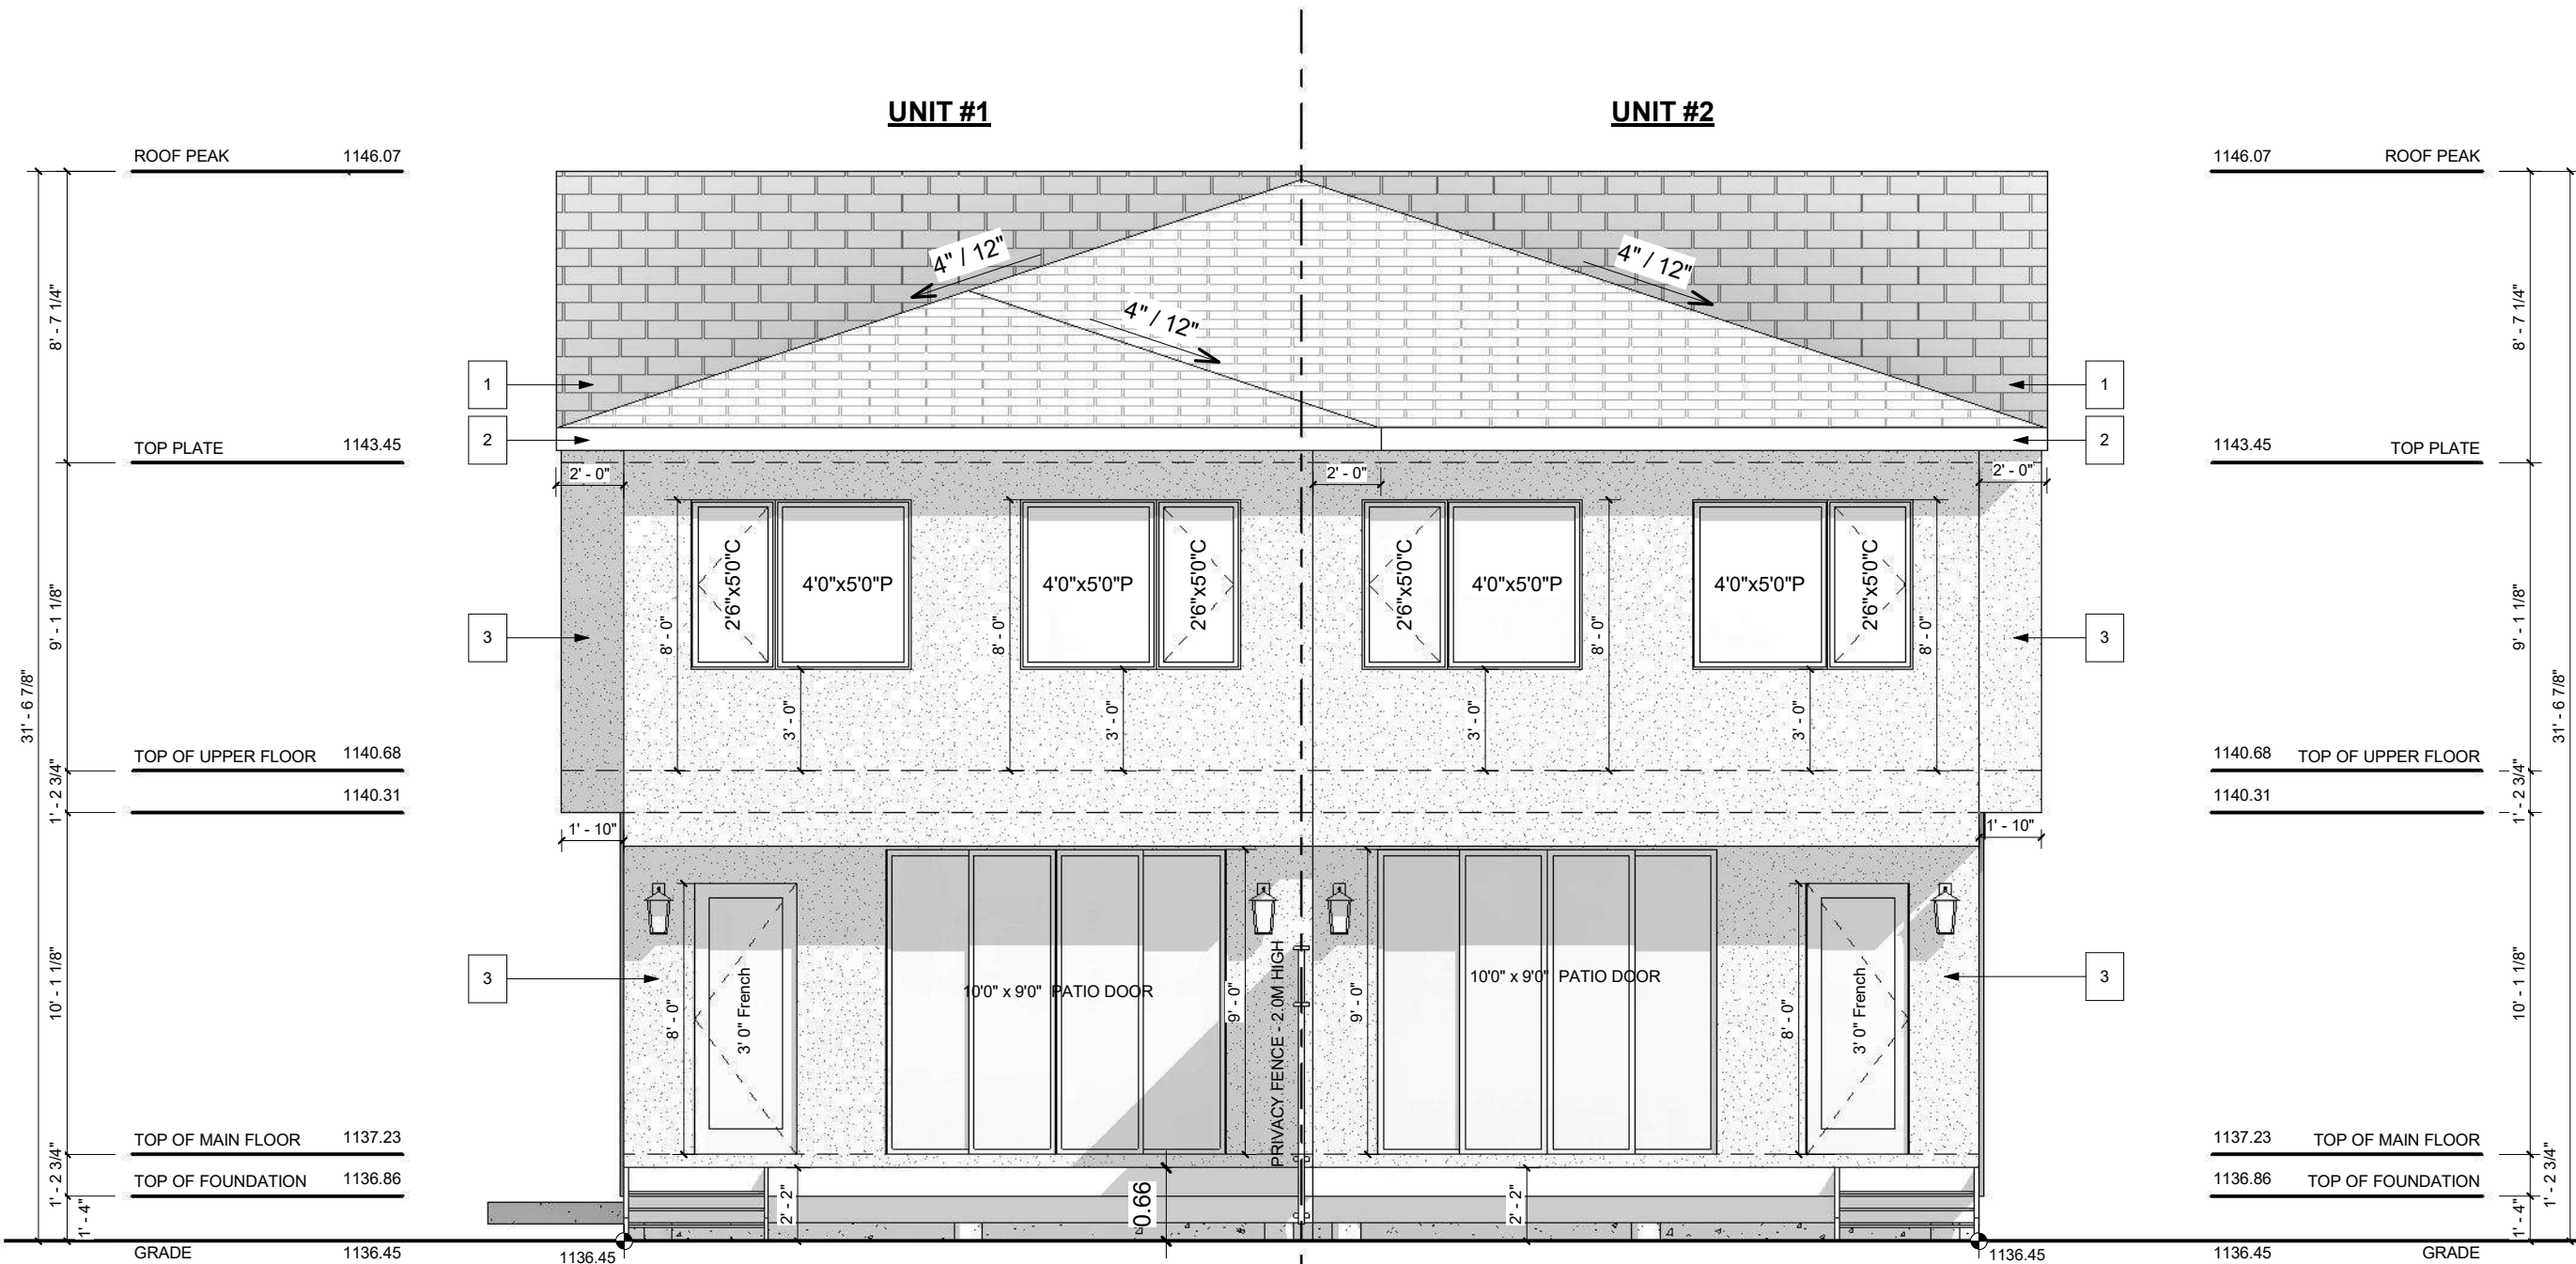 UNIT #1
UNIT #2
ROOF PEAK 1146.07
1146.07 ROOF PEAK
4" / 12"
4" / 12"
4" / 12"
8' - 7 1/4"
8' - 7 1/4"
1
1
2
2
TOP PLATE 1143.45
1143.45 TOP PLATE
2' - 0"
2' - 0"
2' - 0"
2'6"x5'0"C
4'0"x5'0"P
4'0"x5'0"P
2'6"x5'0"C
2'6"x5'0"C
4'0"x5'0"P
4'0"x5'0"P
2'6"x5'0"C
9' - 1 1/8"
8' - 0"
8' - 0"
8' - 0"
8' - 0"
9' - 1 1/8"
3
3
31' - 6 7/8"
3' - 0"
3' - 0"
3' - 0"
3' - 0"
31' - 6 7/8"
TOP OF UPPER FLOOR 1140.68
1140.68 TOP OF UPPER FLOOR
1' - 2 3/4"
1' - 2 3/4"
1140.31
1140.31
1' - 10"
1' - 10"
3
3
10' - 1 1/8"
8' - 0"
3' 0" French
10'0" x 9'0" PATIO DOOR
9' - 0"
PRIVACY FENCE - 2.0M HIGH
9' - 0"
10'0" x 9'0" PATIO DOOR
8' - 0"
3' 0" French
10' - 1 1/8"
TOP OF MAIN FLOOR 1137.23
1137.23 TOP OF MAIN FLOOR
1' - 2 3/4"
1' - 2 3/4"
TOP OF FOUNDATION 1136.86
1136.86 TOP OF FOUNDATION
1' - 4"
2' - 2"
0.66
2' - 2"
1' - 4"
GRADE 1136.45
1136.45
1136.45
1136.45 GRADE